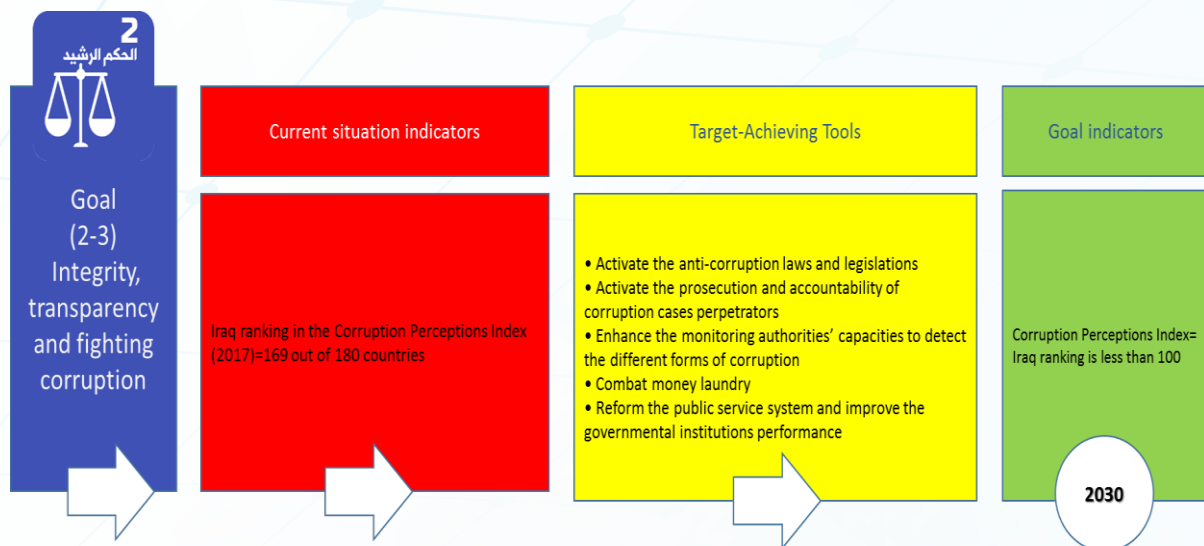 2
الحكم الرشيد
Goal
(2-3)
Integrity,
transparency
and fighting
corruption
Current situation indicators
Iraq ranking in the Corruption Perceptions Index
(2017)=169 out of 180 countries
Target-Achieving Tools
• Activate the anti-corruption laws and legislations
• Activate the prosecution and accountability of
corruption cases perpetrators
• Enhance the monitoring authorities’ capacities to detect
the different forms of corruption
• Combat money laundry
• Reform the public service system and improve the
governmental institutions performance
Goal indicators
Corruption Perceptions Index=
Iraq ranking is less than 100
2030